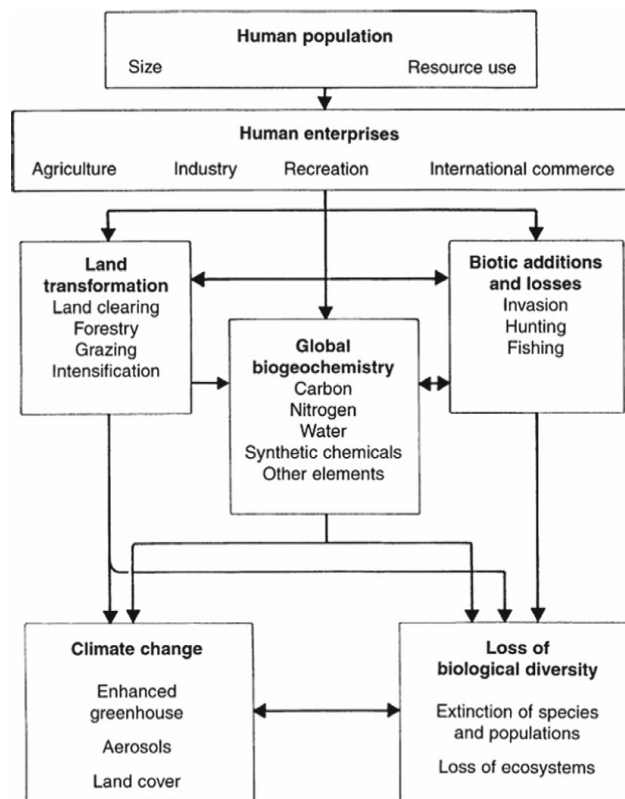 Human population
Size Resource use
Human enterprises
Agriculture Industry Recreation International commerce
Land
transformation
Land clearing
Forestry
Grazing
Intensification
Biotic additions
and losses
Invasion
Hunting
Fishing
Global
biogeochemistry
Carbon
Nitrogen
Water
Synthetic chemicals
Other elements
Climate change
Enhanced
greenhouse
Aerosols
Land cover
Loss of
biological diversity
Extinction of species
and populations
Loss of ecosystems